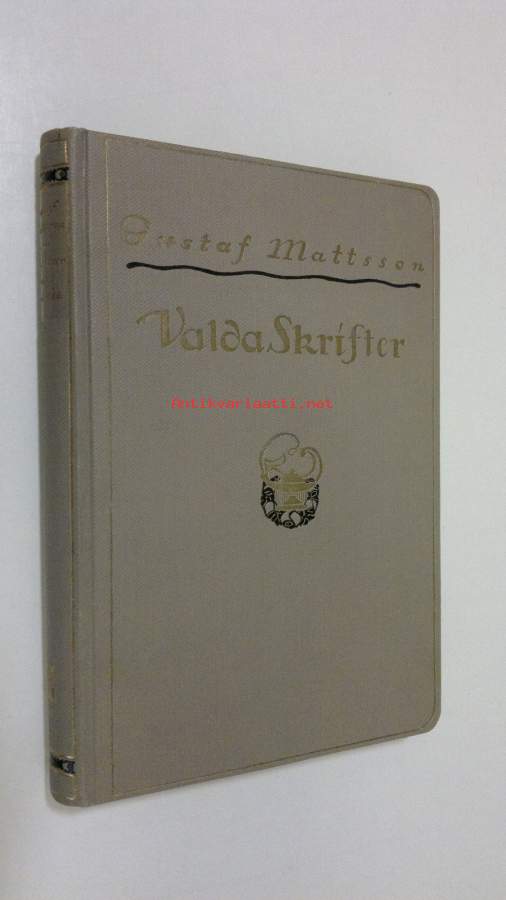 Gustaf Mattsson
Valda Skrifter
Antikvariaatti.net